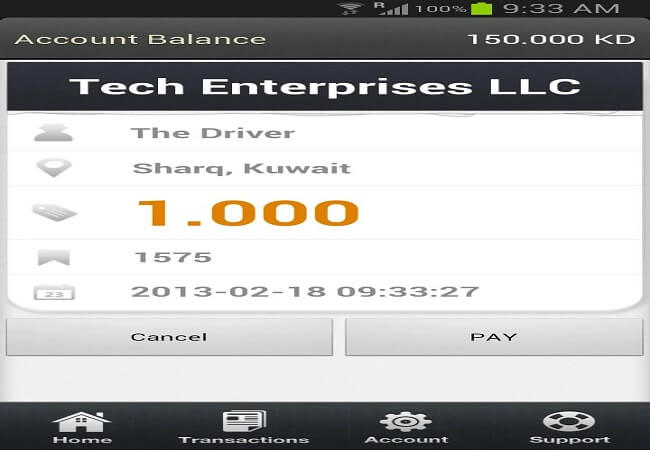 R 100% 9:33 AM
Account Balance 150.000 KD
Tech Enterprises LLC
The Driver
Sharq, Kuwait
1.000
1575
23 2013-02-18 09:33:27
Cancel PAY
Home Transactions Account Support